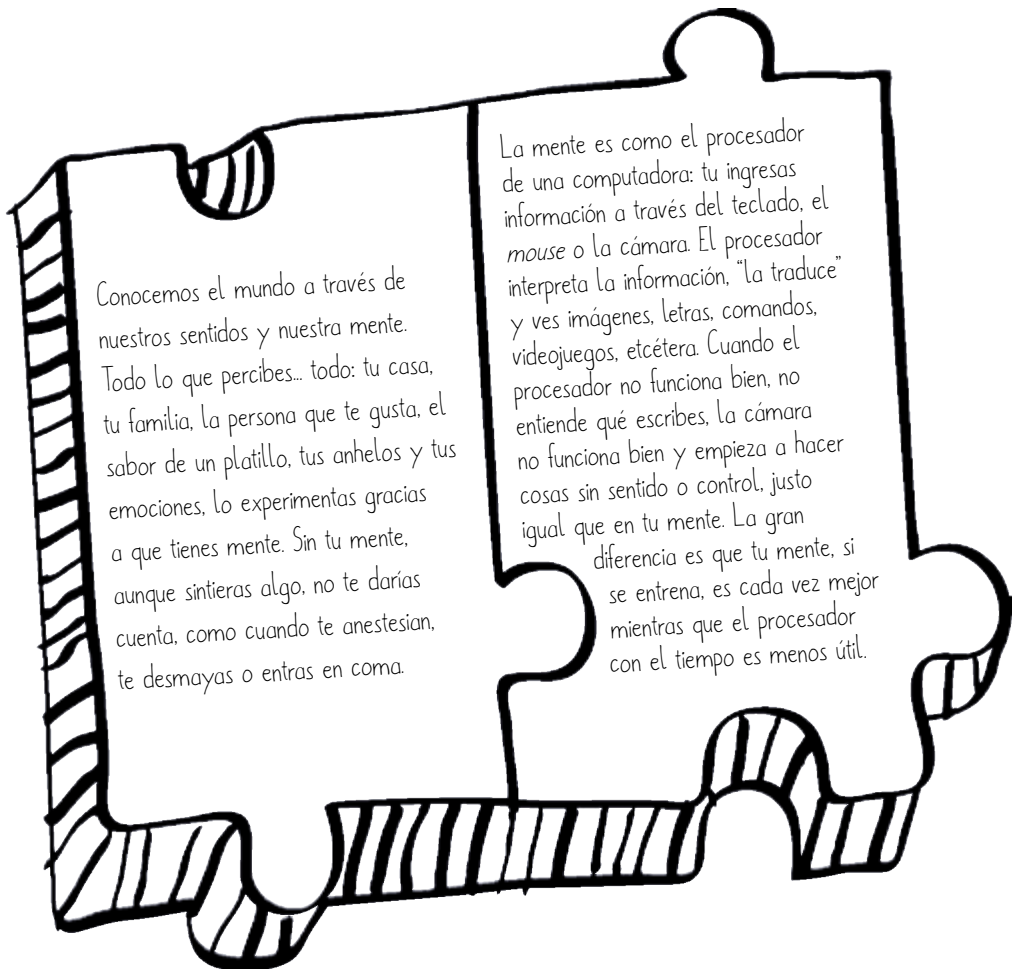 Conocemos el mundo a través de
nuestros sentidos y nuestra mente.
Todo lo que percibes... todo: tu casa,
tu familia, la persona que te gusta, el
sabor de un platillo, tus anhelos y tus
emociones, lo experimentas gracias
a que tienes mente. Sin tu mente,
aunque sintieras algo, no te darías
cuenta, como cuando te anestesian,
te desmayas o entras en coma.
La mente es como el procesador
de una computadora: tu ingresas
información a través del teclado, el
mouse o la cámara. El procesador
interpreta la información, “la traduce”
y ves imágenes, letras, comandos,
videojuegos, etcétera. Cuando el
procesador no funciona bien, no
entiende qué escribes, la cámara
no funciona bien y empieza a hacer
cosas sin sentido o control, justo
igual que en tu mente. La gran
diferencia es que tu mente, si
se entrena, es cada vez mejor
mientras que el procesador
con el tiempo es menos útil.